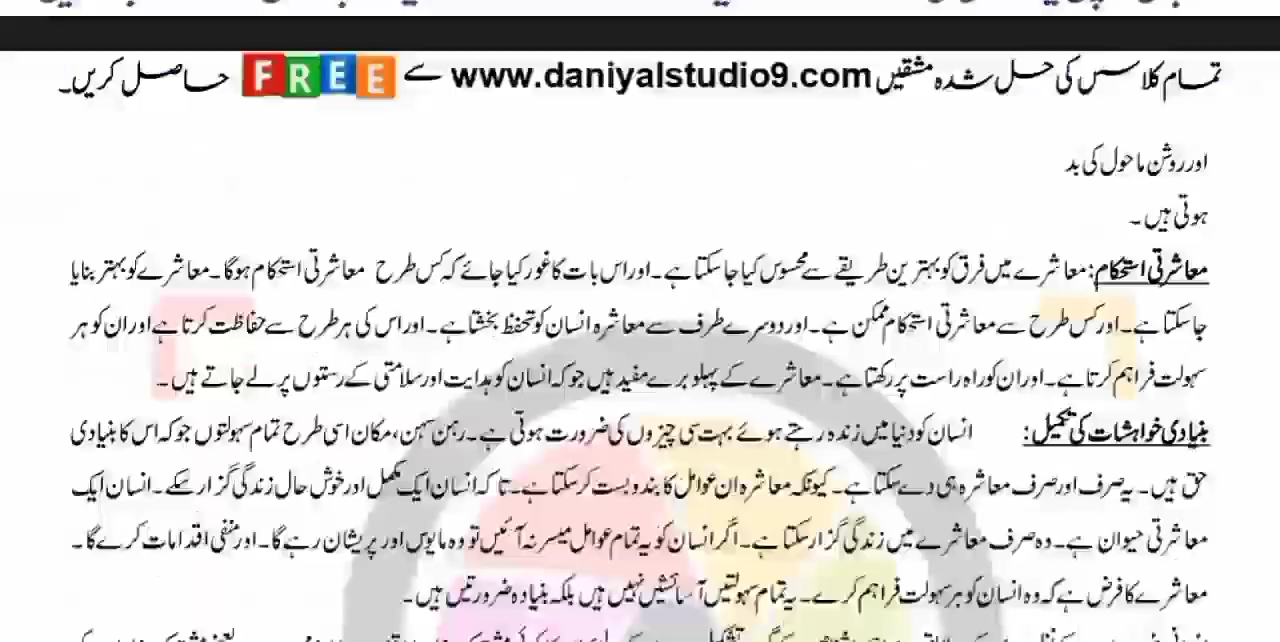 تمام کلاسس کی حل شدہ مشقیں www.daniyalstudio9.com سے FREE حاصل کریں۔
اور روشن ماحول کی بد
ہوتی ہیں ۔
معاشرتی استحکام: معاشرے میں فرق کو بہترین طریقے سے محسوس کیا جا سکتا ہے۔ اور اس بات کا غور کیا جائے کہ کس طرح معاشرتی استحکام ہوگا۔ معاشرے کو بہتر بنایا
جا سکتا ہے۔ اور کس طرح سے معاشرتی استحکام ممکن ہے۔ اور دوسرے طرف سے معاشرہ انسان کو تحفظ بخشتا ہے۔ اور اس کی ہر طرح سے حفاظت کرتا ہے اور ان کو ہر
سہولت فراہم کرتا ہے۔ اور ان کو راہ راست پر رکھتا ہے۔ معاشرے کے پہلو برے مفید ہیں جو کہ انسان کو ہدایت اور سلامتی کے رستوں پر لے جاتے ہیں۔
بنیادی خواہشات کی تکمیل: انسان کو دنیا میں زندہ رہتے ہوئے بہت سی چیزوں کی ضرورت ہوتی ہے۔ رہن سہن، مکان اسی طرح تمام سہولتوں جو کہ اس کا بنیادی
حق ہیں۔ یہ صرف اور صرف معاشرہ ہی دے سکتا ہے۔ کیونکہ معاشرہ ان عوامل کا بندوبست کر سکتا ہے۔ تا کہ انسان ایک مکمل اور خوش حال زندگی گزار سکے۔ انسان ایک
معاشرتی حیوان ہے۔ وہ صرف معاشرے میں زندگی گزار سکتا ہے۔ اگر انسان کو یہ تمام عوامل میسر نہ آئیں تو وہ مایوس اور پریشان رہے گا۔ اور منفی اقدامات کرے گا۔
معاشرے کا فرض ہے کہ وہ انسان کو ہر سہولت فراہم کرے۔ یہ تمام سہولتیں آسائشیں نہیں ہیں بلکہ بنیادہ ضرورتیں ہیں۔